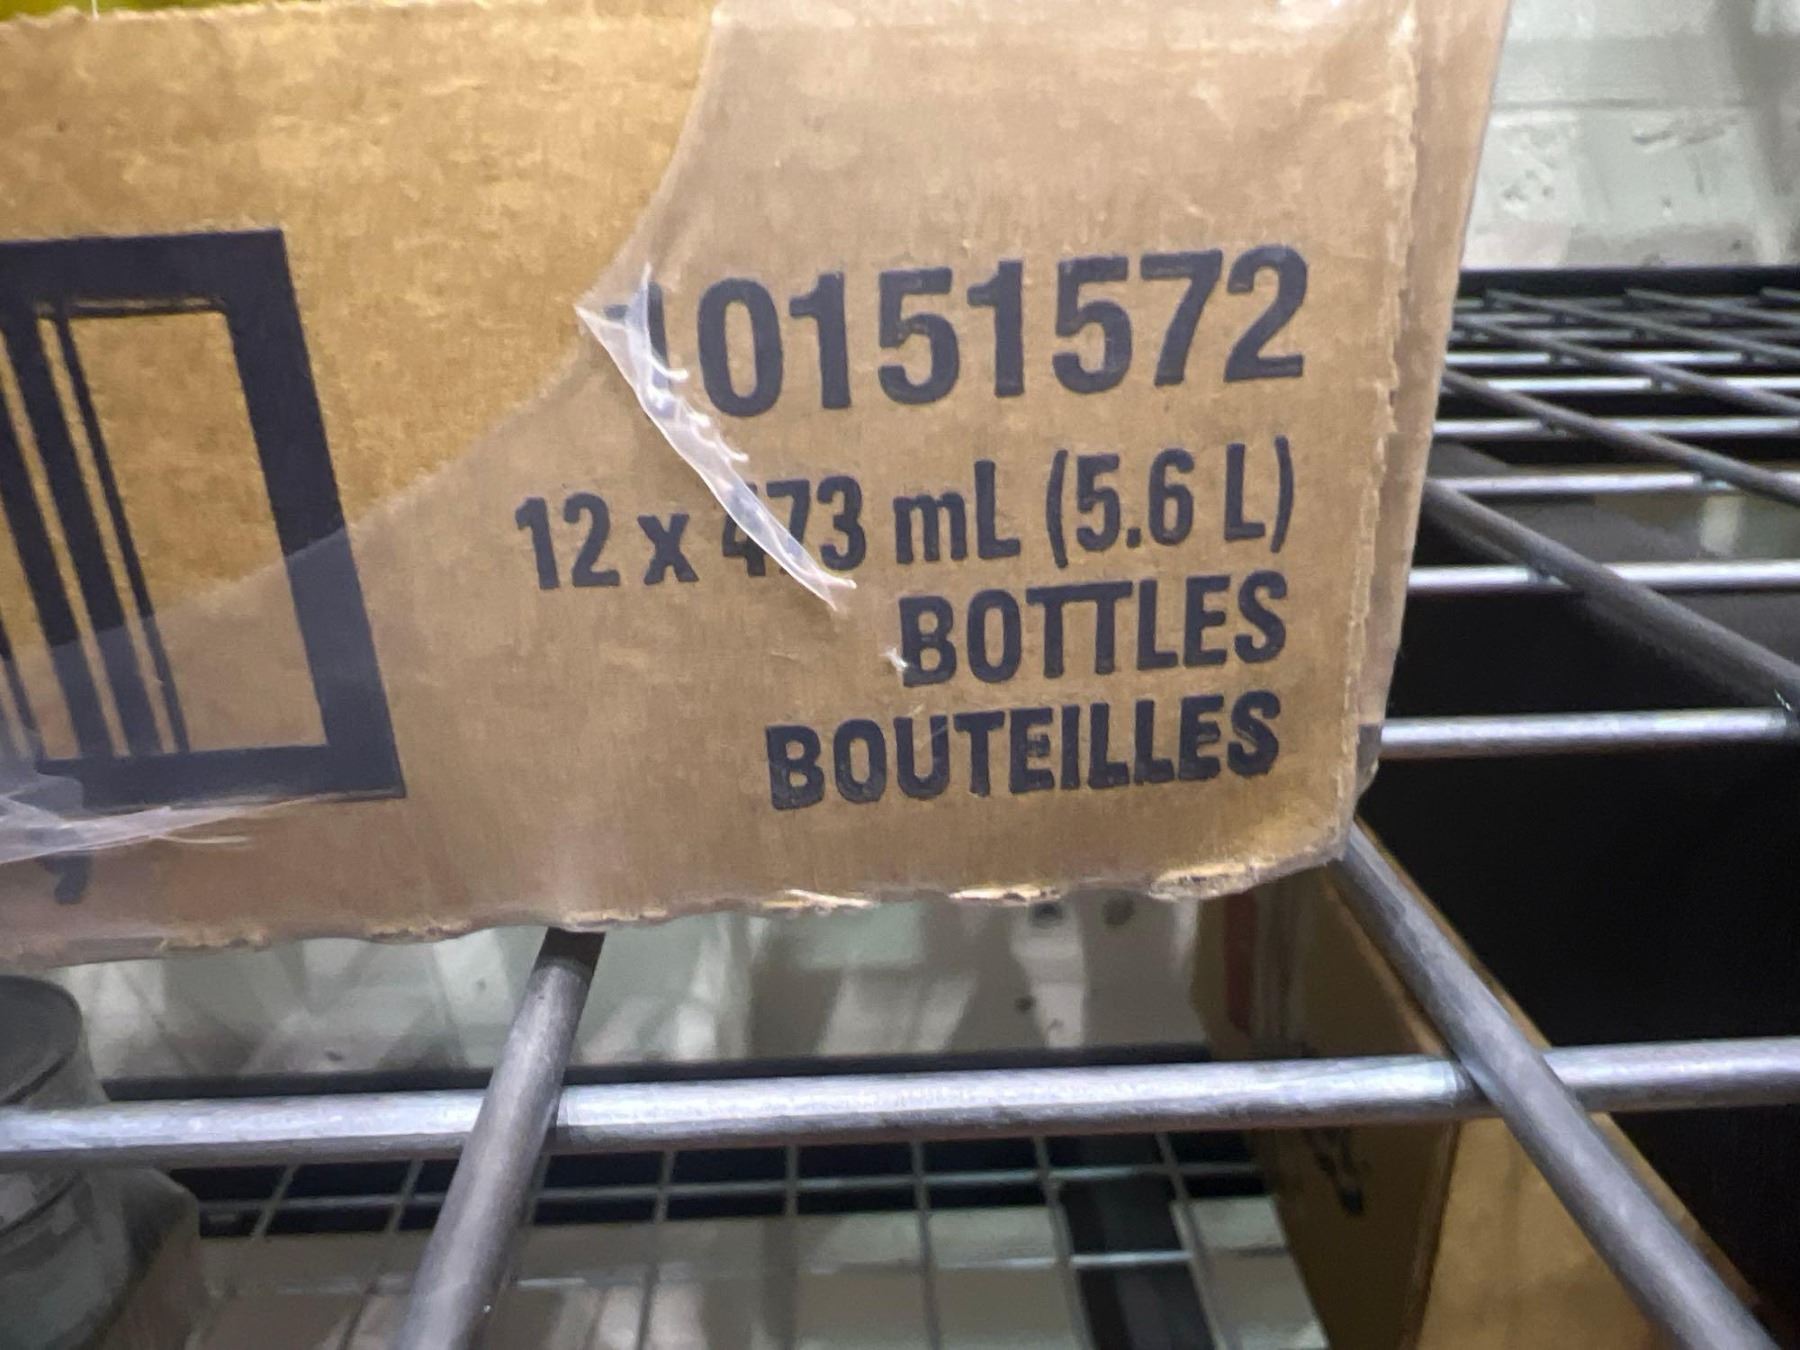 10151572
12 x 473 mL (5.6 L)
BOTTLES
BOUTEILLES